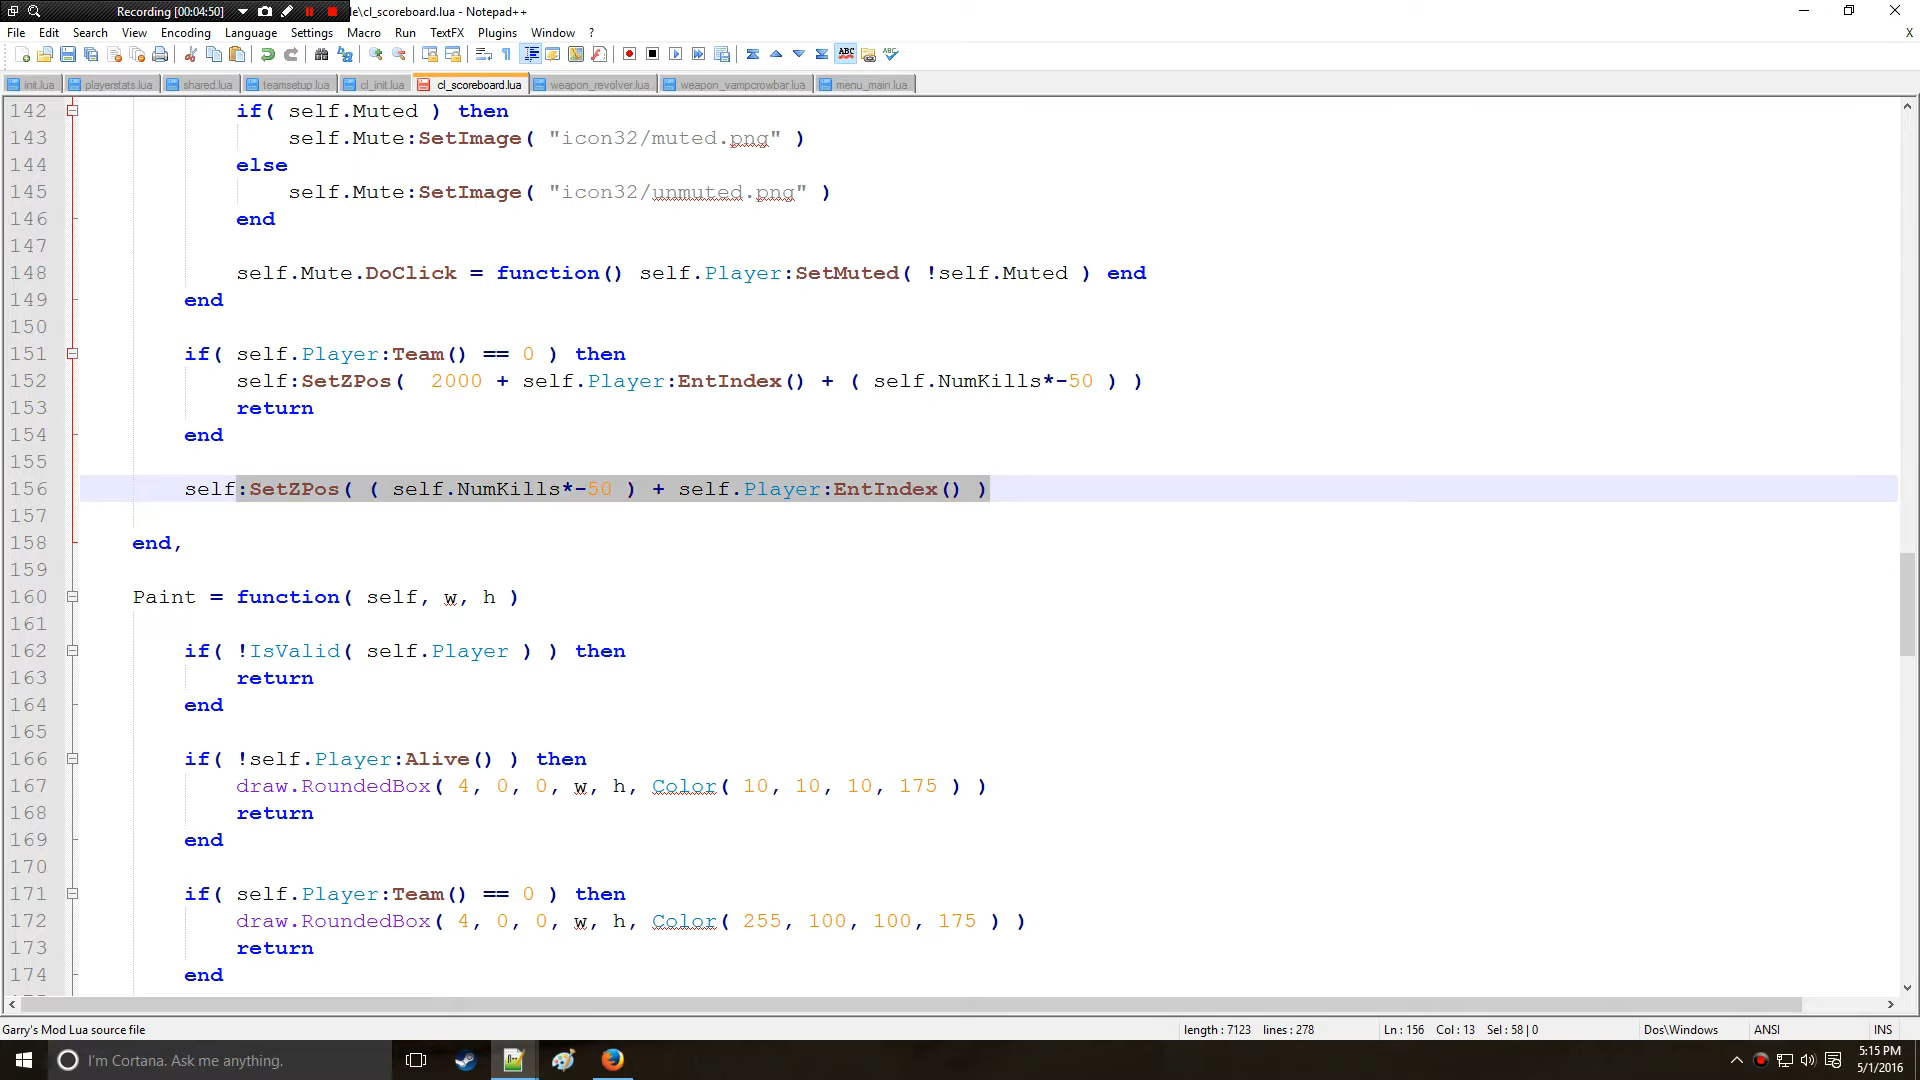 Recording [00:04:50] le\cl_scoreboard.lua - Notepad++
File Edit Search View Encoding Language Settings Macro Run TextFX Plugins Window ? X
init.lua playerstats.lua shared.lua teamsetup.lua cl_init.lua cl_scoreboard.lua weapon_revolver.lua weapon_vampcrowbar.lua menu_main.lua
142 if( self.Muted ) then
143 self.Mute:SetImage( "icon32/muted.png" )
144 else
145 self.Mute:SetImage( "icon32/unmuted.png" )
146 end
147
148 self.Mute.DoClick = function() self.Player:SetMuted( !self.Muted ) end
149 end
150
151 if( self.Player:Team() == 0 ) then
152 self:SetZPos( 2000 + self.Player:EntIndex() + ( self.NumKills*-50 ) )
153 return
154 end
155
156 self:SetZPos( ( self.NumKills*-50 ) + self.Player:EntIndex() )
157
158 end,
159
160 Paint = function( self, w, h )
161
162 if( !IsValid( self.Player ) ) then
163 return
164 end
165
166 if( !self.Player:Alive() ) then
167 draw.RoundedBox( 4, 0, 0, w, h, Color( 10, 10, 10, 175 ) )
168 return
169 end
170
171 if( self.Player:Team() == 0 ) then
172 draw.RoundedBox( 4, 0, 0, w, h, Color( 255, 100, 100, 175 ) )
173 return
174 end
Garry's Mod Lua source file length : 7123 lines : 278 Ln : 156 Col : 13 Sel : 58 | 0 Dos\Windows ANSI INS
I'm Cortana. Ask me anything. 5:15 PM
5/1/2016